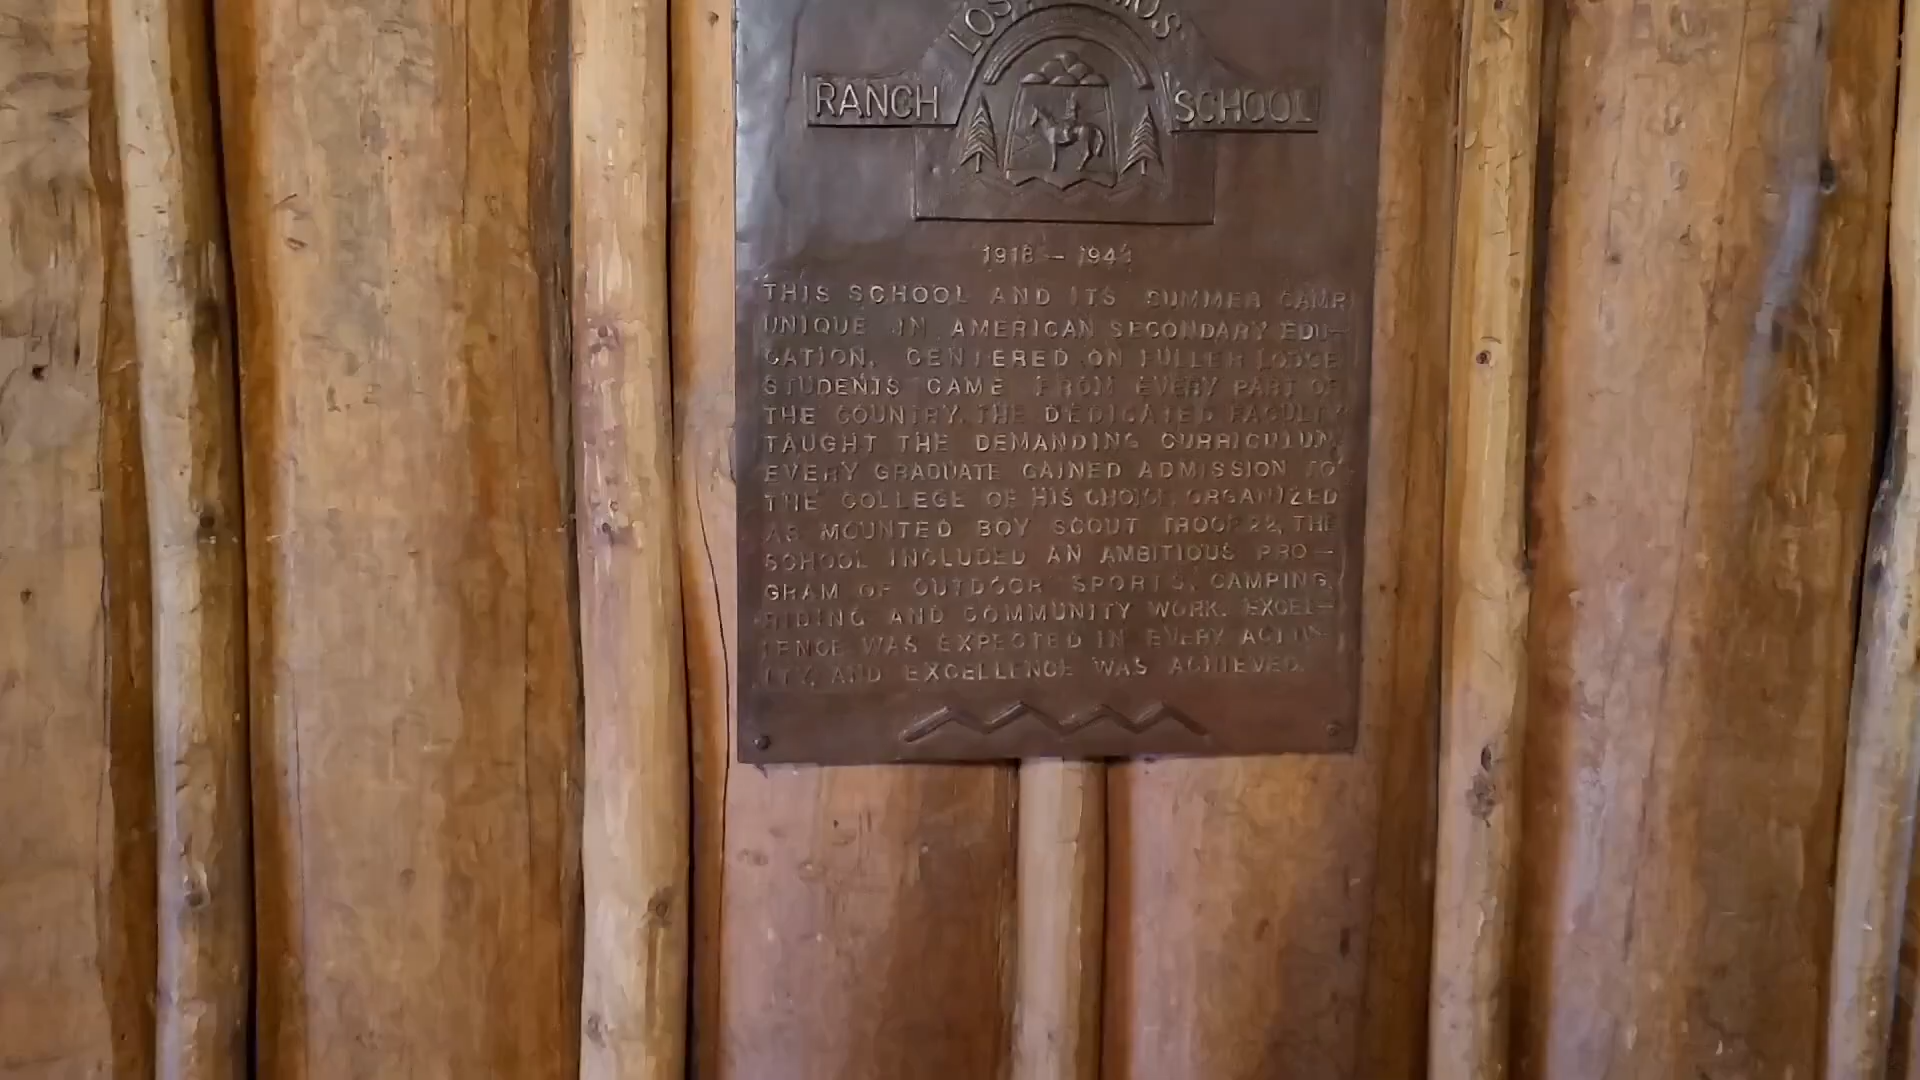 LOS ALAMOS
RANCH SCHOOL
1918 — 1943
THIS SCHOOL AND ITS SUMMER CAMP,
UNIQUE IN AMERICAN SECONDARY EDU—
CATION, CENTERED ON FULLER LODGE
STUDENTS CAME FROM EVERY PART OF
THE COUNTRY. THE DEDICATED FACULTY
TAUGHT THE DEMANDING CURRICULUM.
EVERY GRADUATE GAINED ADMISSION TO
THE COLLEGE OF HIS CHOICE. ORGANIZED
AS MOUNTED BOY SCOUT TROOP 22, THE
SCHOOL INCLUDED AN AMBITIOUS PRO—
GRAM OF OUTDOOR SPORTS, CAMPING,
RIDING AND COMMUNITY WORK. EXCEL—
LENCE WAS EXPECTED IN EVERY ACTIV—
ITY, AND EXCELLENCE WAS ACHIEVED.